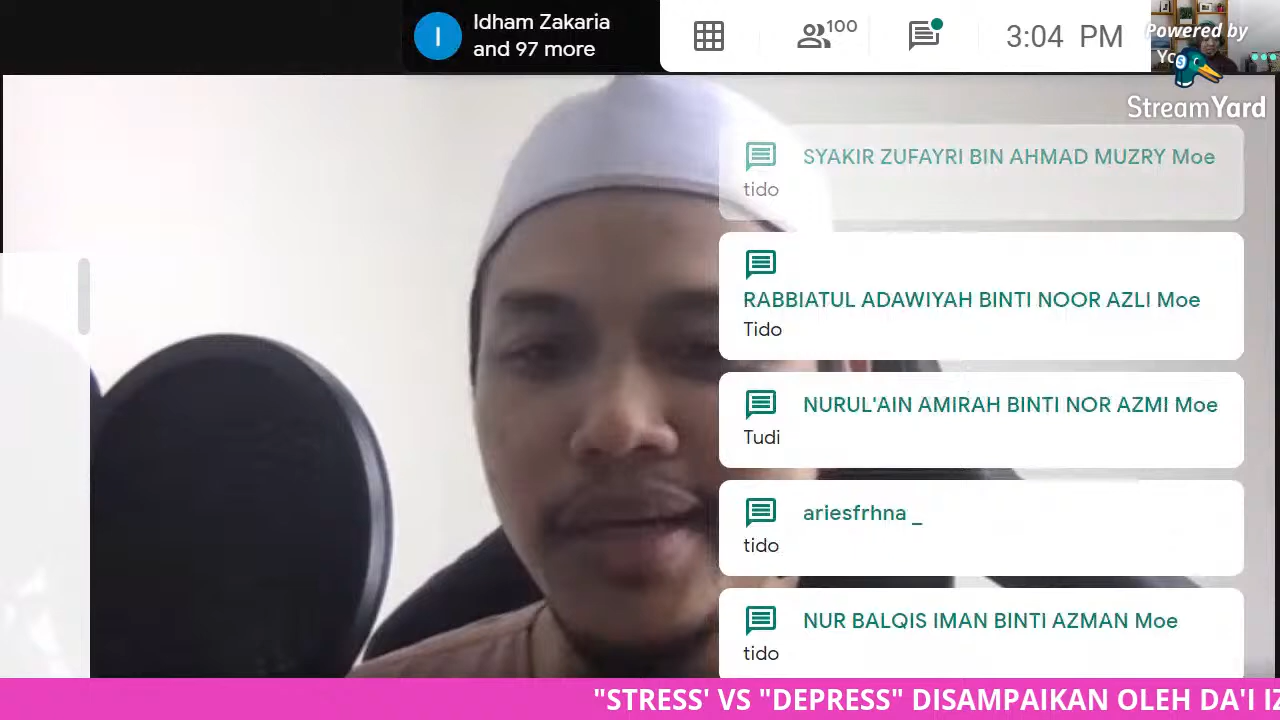 Idham Zakaria
and 97 more
I
100
3:04 PM
Powered by
StreamYard
SYAKIR ZUFAYRI BIN AHMAD MUZRY Moe
tido
RABBIATUL ADAWIYAH BINTI NOOR AZLI Moe
Tido
NURUL'AIN AMIRAH BINTI NOR AZMI Moe
Tudi
ariesfrhna _
tido
NUR BALQIS IMAN BINTI AZMAN Moe
tido
"STRESS' VS "DEPRESS" DISAMPAIKAN OLEH DA'I IZ